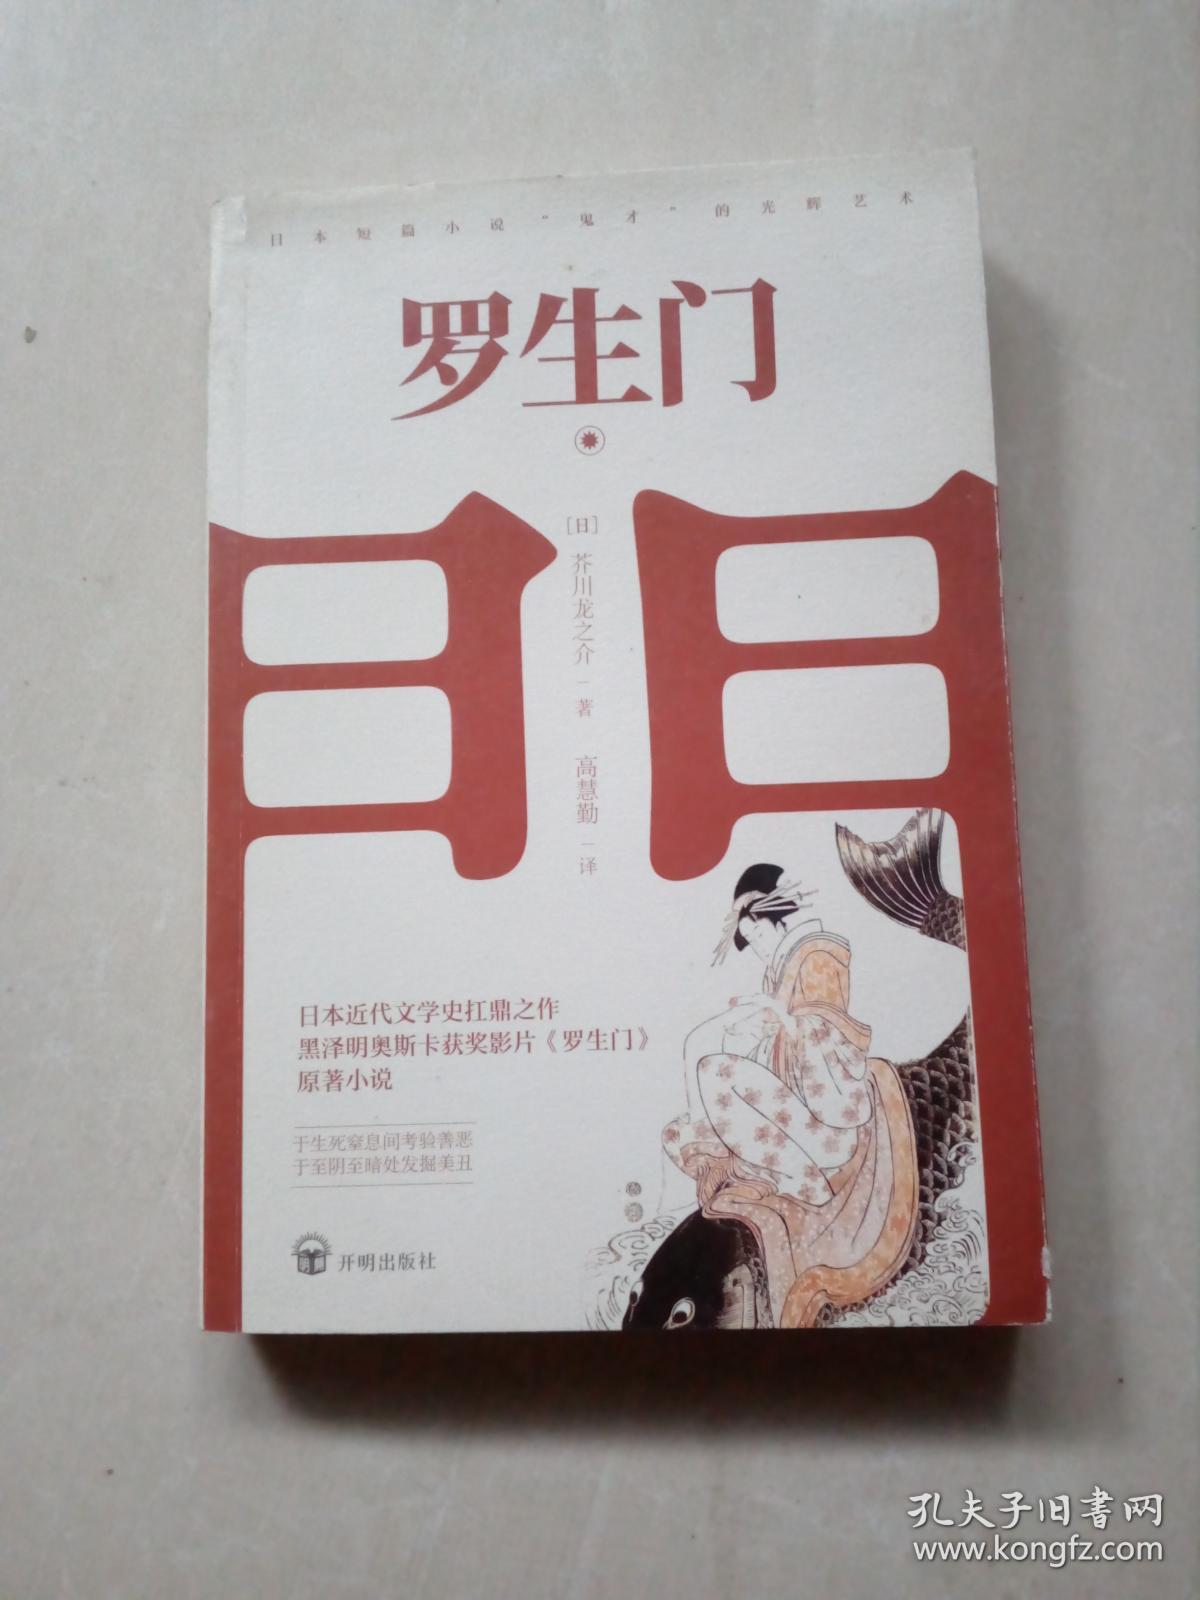 日本短篇小说“鬼才”的光辉艺术
罗生门
[日]芥川龙之介一著
高慧勤一译
日本近代文学史扛鼎之作
黑泽明奥斯卡获奖影片《罗生门》
原著小说
于生死窒息间考验善恶
于至阴至暗处发掘美丑
开明出版社
孔夫子旧书网
www.kongfz.com